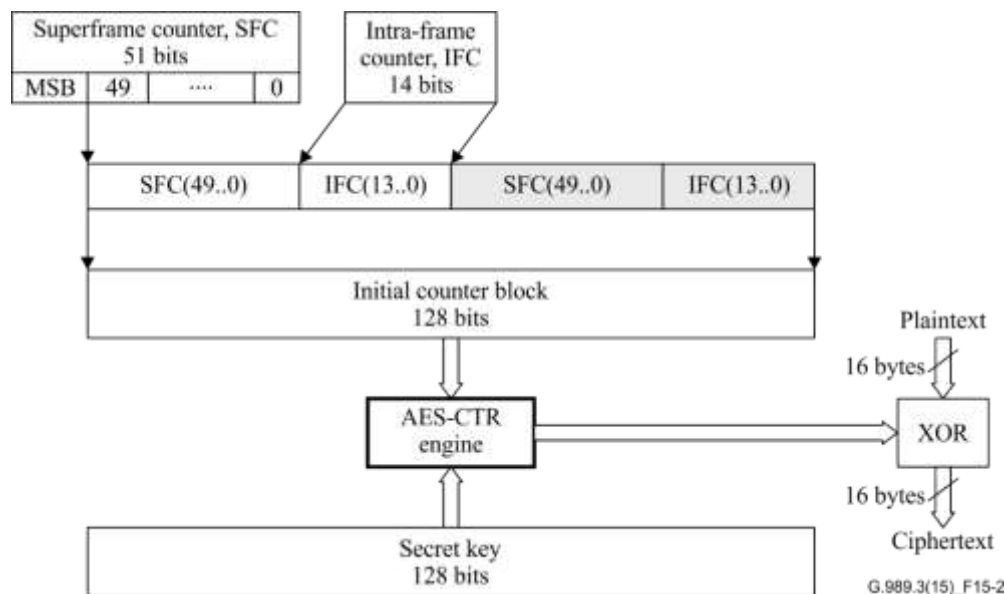 Superframe counter, SFC
51 bits
MSB 49 .... 0
Intra-frame
counter, IFC
14 bits
SFC(49..0) IFC(13..0) SFC(49..0) IFC(13..0)
Initial counter block
128 bits
Plaintext
16 bytes
AES-CTR
engine
XOR
16 bytes
Ciphertext
Secret key
128 bits
G.989.3(15)_F15-2